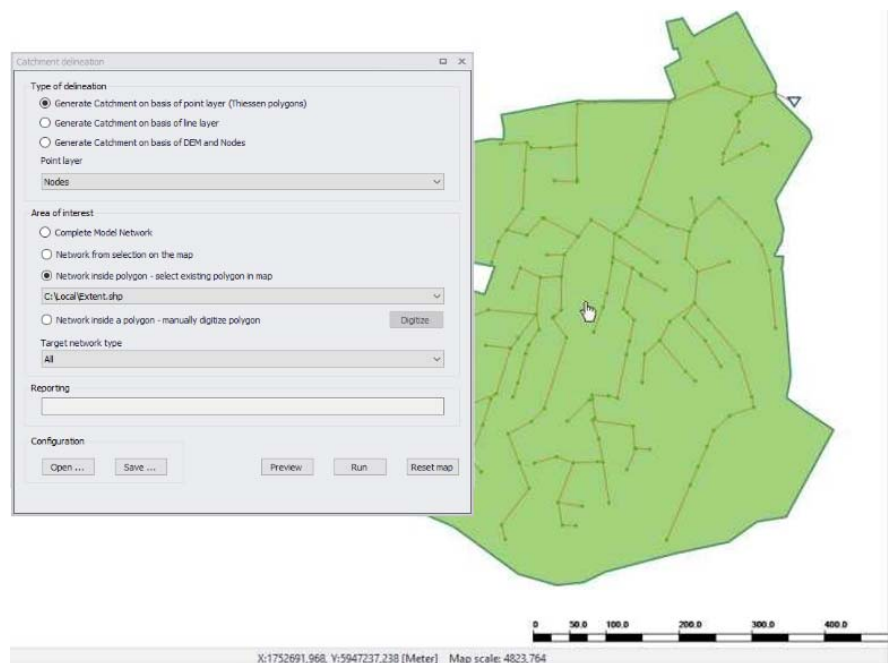 Catchment delineation
Type of delineation
Generate Catchment on basis of point layer (Thiessen polygons)
Generate Catchment on basis of line layer
Generate Catchment on basis of DEM and Nodes
Point layer
Nodes
Area of interest
Complete Model Network
Network from selection on the map
Network inside polygon - select existing polygon in map
C:\Local\Extent.shp
Network inside a polygon - manually digitize polygon
Digitize
Target network type
All
Reporting
Configuration
Open ... Save ... Preview Run Reset map
0 50.0 100.0 200.0 300.0 400.0
X:1752691,968, Y:5947237,238 [Meter] Map scale: 4823,764